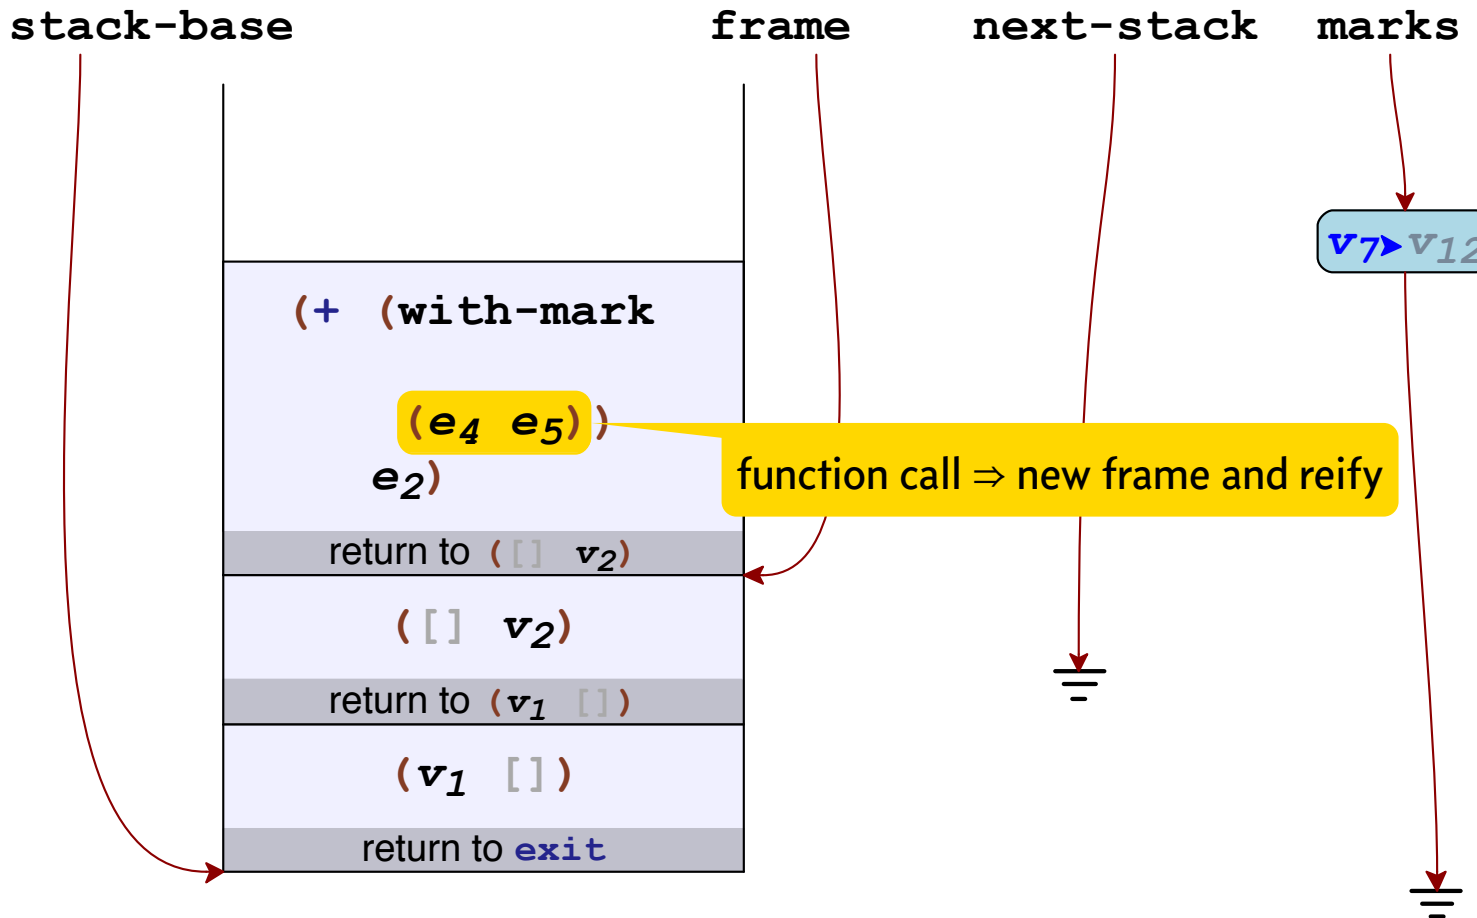 stack-base frame next-stack marks
v7➤v12
(+ (with-mark
(e4 e5))
e2)
function call ⇒ new frame and reify
return to ([] v2)
([] v2)
return to (v1 [])
(v1 [])
return to exit